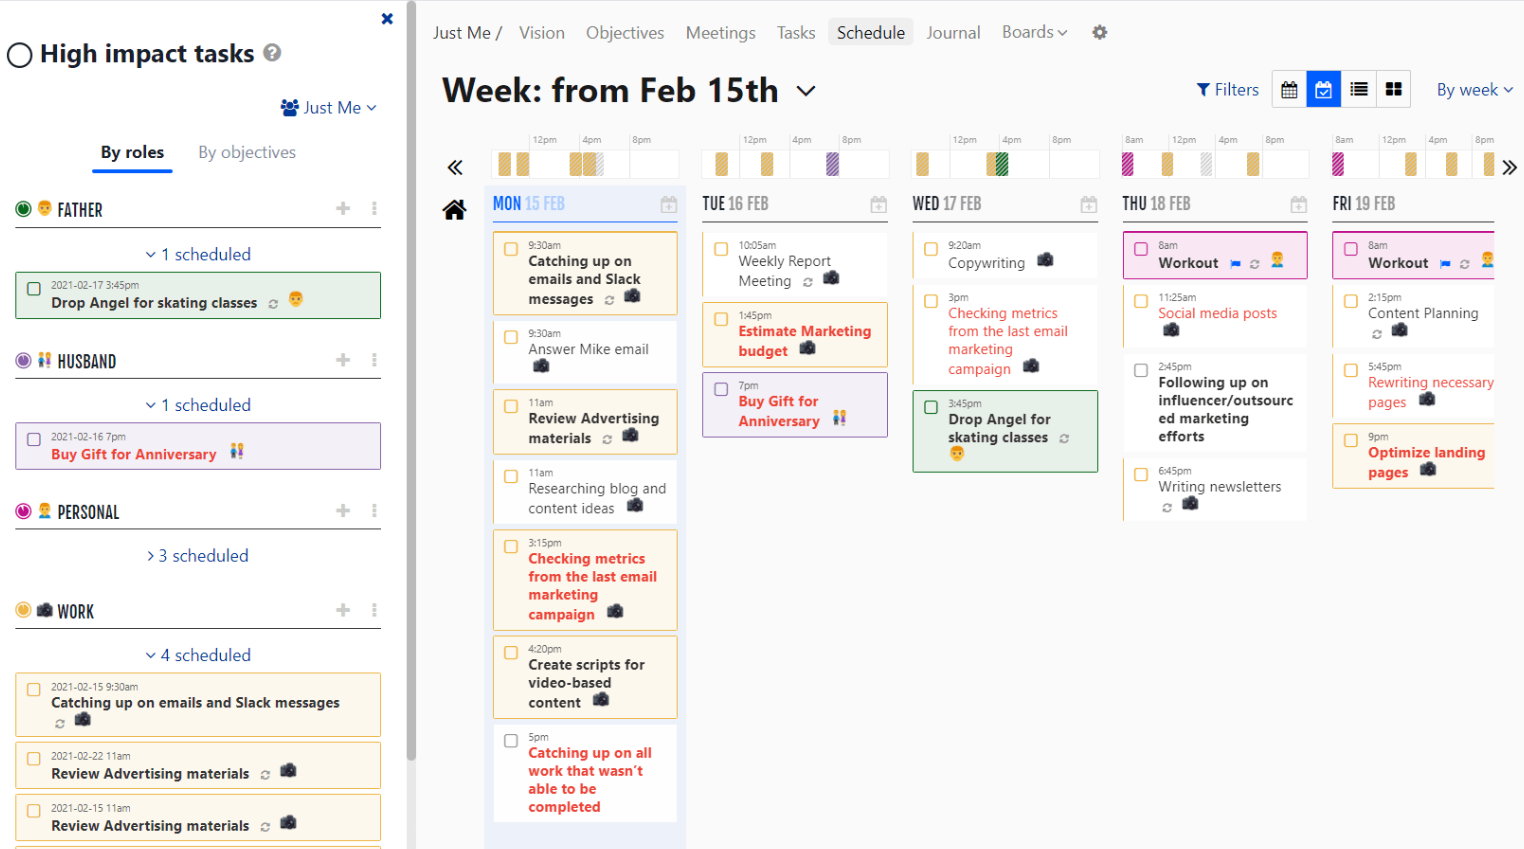 High impact tasks
Just Me
By roles By objectives
FATHER
1 scheduled
2021-02-17 3:45pm
Drop Angel for skating classes
HUSBAND
1 scheduled
2021-02-16 7pm
Buy Gift for Anniversary
PERSONAL
3 scheduled
WORK
4 scheduled
2021-02-15 9:30am
Catching up on emails and Slack messages
2021-02-22 11am
Review Advertising materials
2021-02-15 11am
Review Advertising materials
Just Me / Vision Objectives Meetings Tasks Schedule Journal Boards
Week: from Feb 15th
Filters
By week
12pm 4pm 8pm
MON 15 FEB
9:30am
Catching up on
emails and Slack
messages
9:30am
Answer Mike email
11am
Review Advertising
materials
11am
Researching blog and
content ideas
3:15pm
Checking metrics
from the last email
marketing
campaign
4:20pm
Create scripts for
video-based
content
5pm
Catching up on all
work that wasn't
able to be
completed
12pm 4pm 8pm
TUE 16 FEB
10:05am
Weekly Report
Meeting
1:45pm
Estimate Marketing
budget
7pm
Buy Gift for
Anniversary
12pm 4pm 8pm
WED 17 FEB
9:20am
Copywriting
3pm
Checking metrics
from the last email
marketing
campaign
3:45pm
Drop Angel for
skating classes
8am 12pm 4pm 8pm
THU 18 FEB
8am
Workout
11:25am
Social media posts
2:45pm
Following up on
influencer/outsourc
ed marketing
efforts
6:45pm
Writing newsletters
8am 12pm 4pm 8pm
FRI 19 FEB
8am
Workout
2:15pm
Content Planning
5:45pm
Rewriting necessary
pages
9pm
Optimize landing
pages